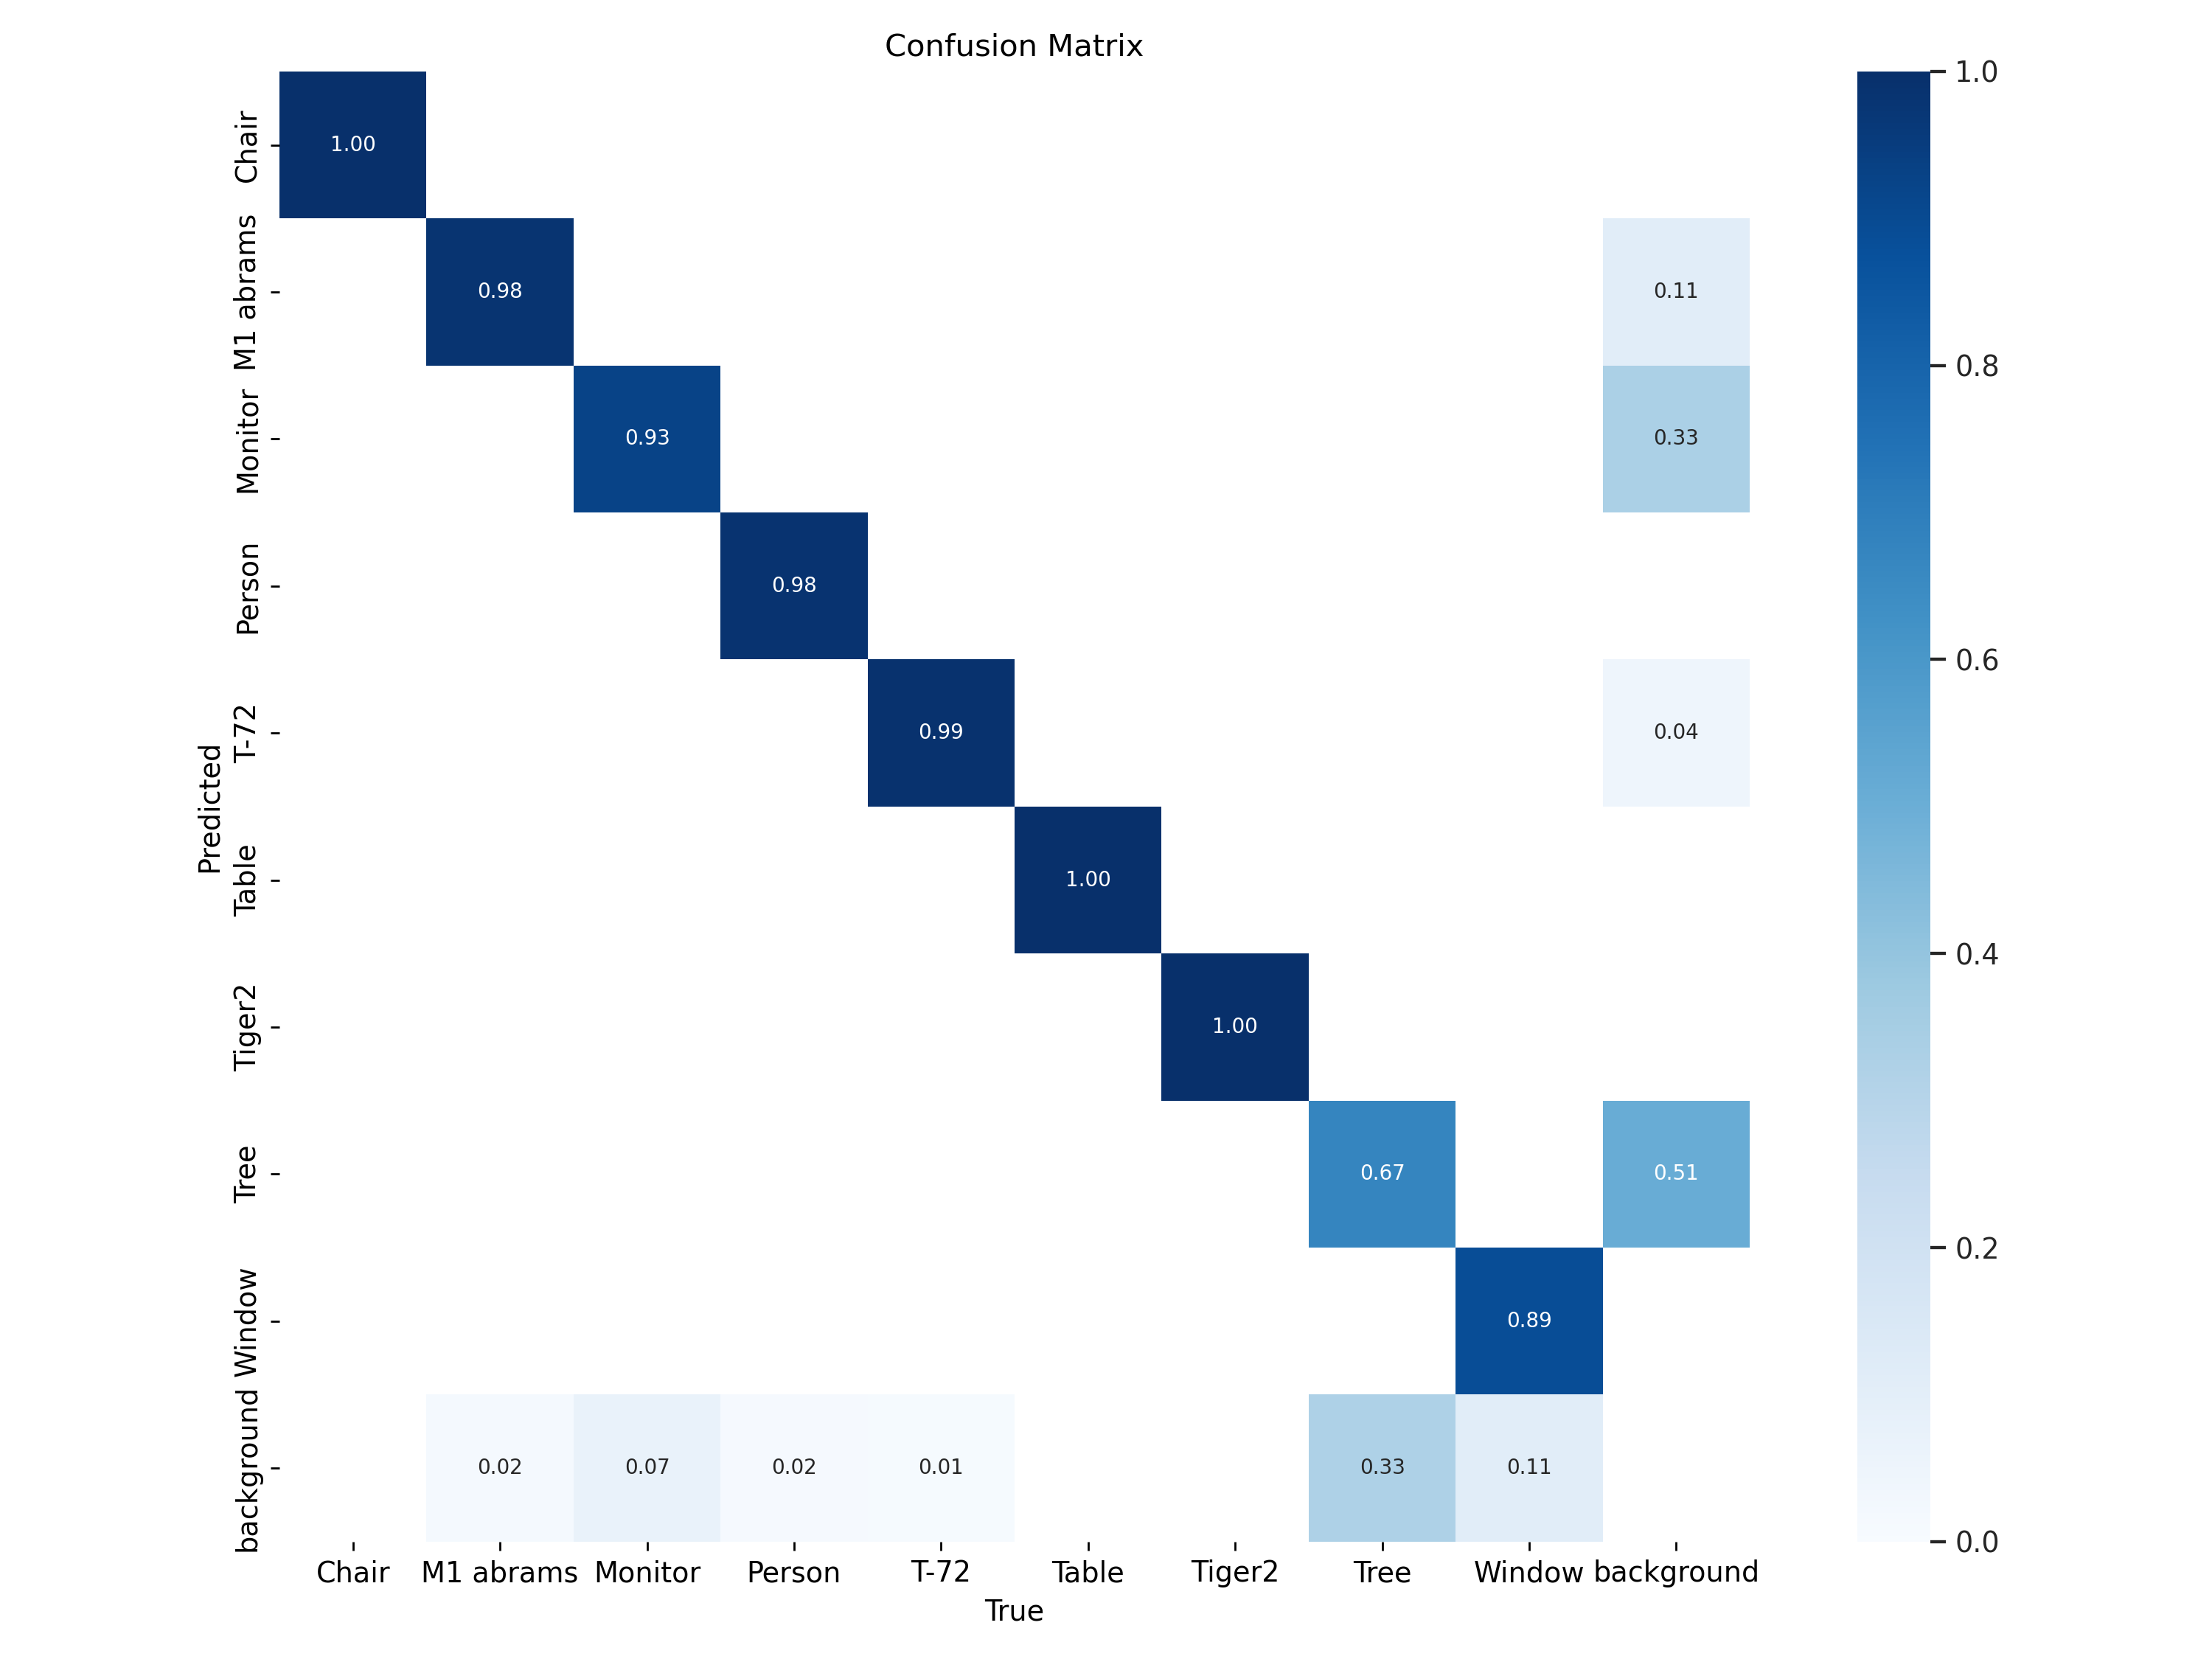 Confusion Matrix
Chair
1.00
M1 abrams
0.98
0.11
Monitor
0.93
0.33
Person
0.98
T-72
0.99
0.04
Predicted
Table
1.00
Tiger2
1.00
Tree
0.67
0.51
Window
0.89
background
0.02
0.07
0.02
0.01
0.33
0.11
Chair M1 abrams Monitor Person T-72 Table Tiger2 Tree Window background
True
1.0
0.8
0.6
0.4
0.2
0.0